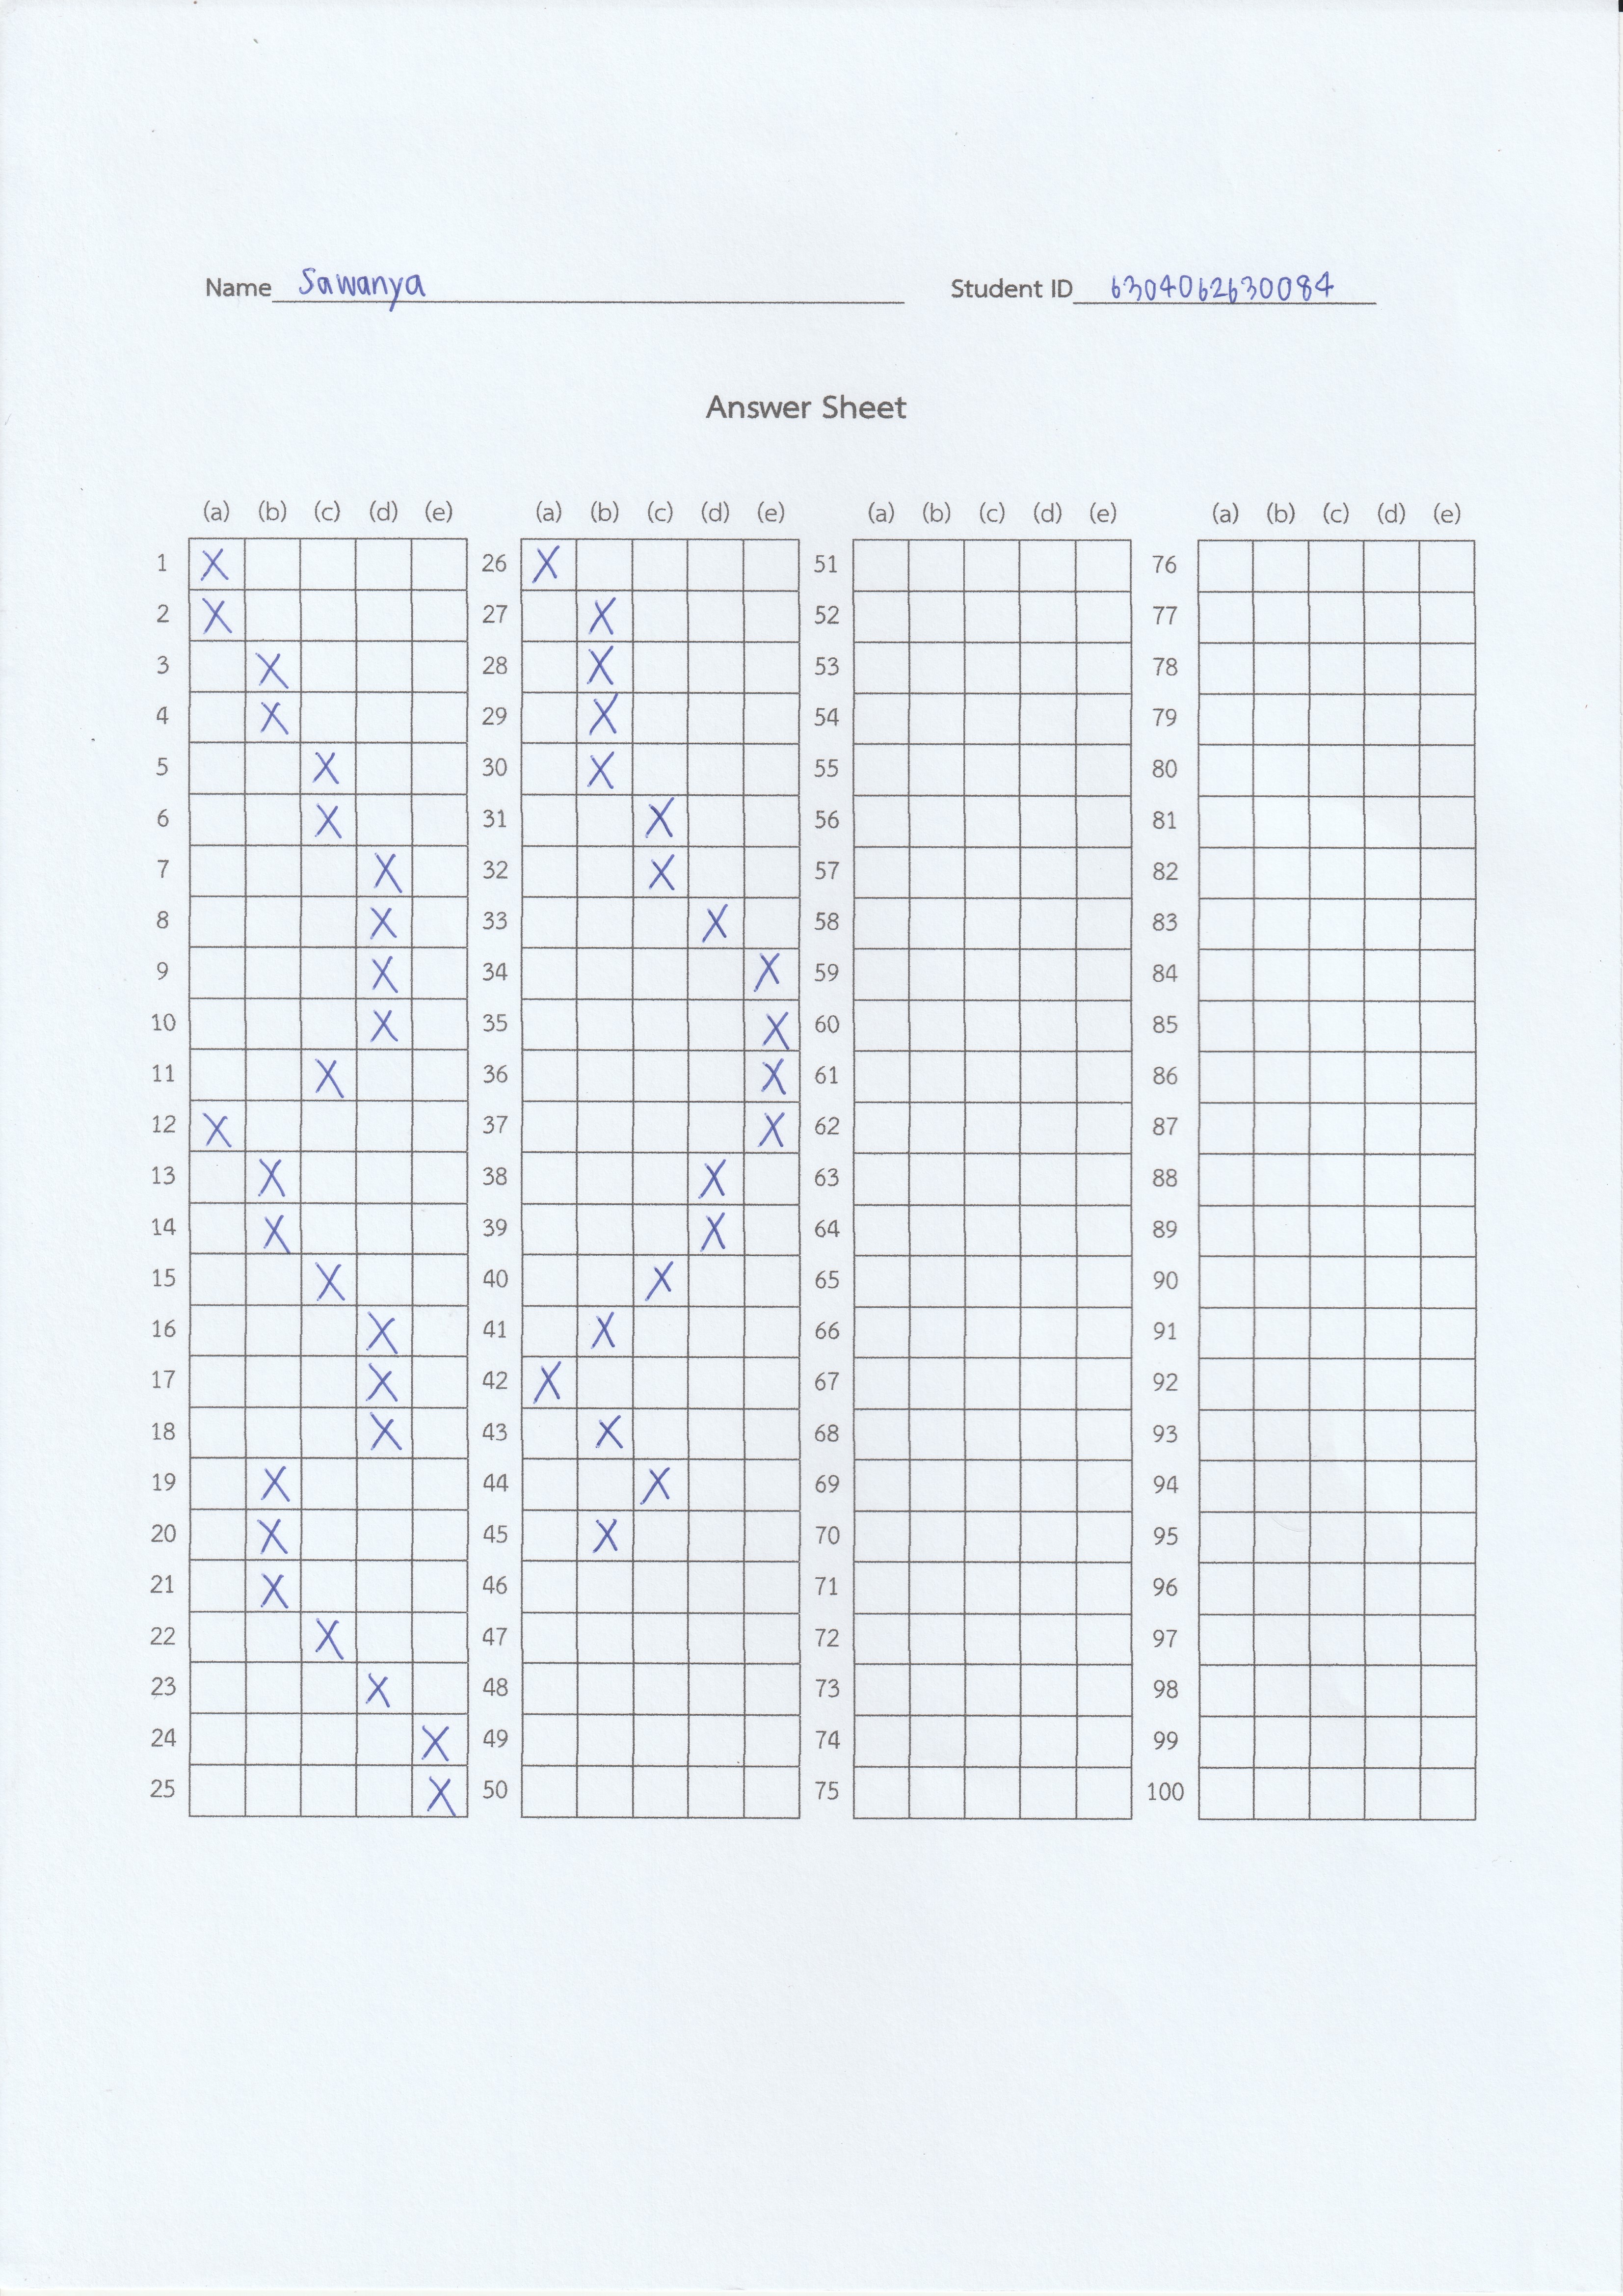 Name Sawanya Student ID 6304062630084
Answer Sheet
(a) (b) (c) (d) (e) (a) (b) (c) (d) (e) (a) (b) (c) (d) (e) (a) (b) (c) (d) (e)
1 X 26 X 51 76
2 X 27 X 52 77
3 X 28 X 53 78
4 X 29 X 54 79
5 X 30 X 55 80
6 X 31 X 56 81
7 X 32 X 57 82
8 X 33 X 58 83
9 X 34 X 59 84
10 X 35 X 60 85
11 X 36 X 61 86
12 X 37 X 62 87
13 X 38 X 63 88
14 X 39 X 64 89
15 X 40 X 65 90
16 X 41 X 66 91
17 X 42 X 67 92
18 X 43 X 68 93
19 X 44 X 69 94
20 X 45 X 70 95
21 X 46 71 96
22 X 47 72 97
23 X 48 73 98
24 X 49 74 99
25 X 50 75 100